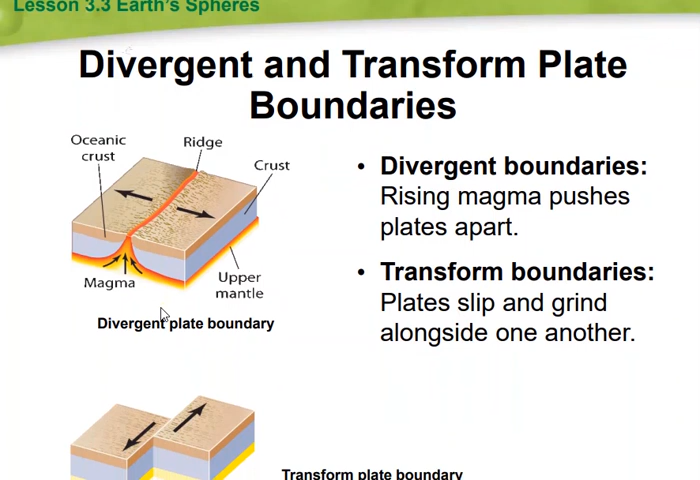 Lesson 3.3 Earth's Spheres
Divergent and Transform Plate
Boundaries
Oceanic
crust
Ridge
Crust
Magma
Upper
mantle
Divergent plate boundary
• Divergent boundaries:
Rising magma pushes
plates apart.
• Transform boundaries:
Plates slip and grind
alongside one another.
Transform plate boundary